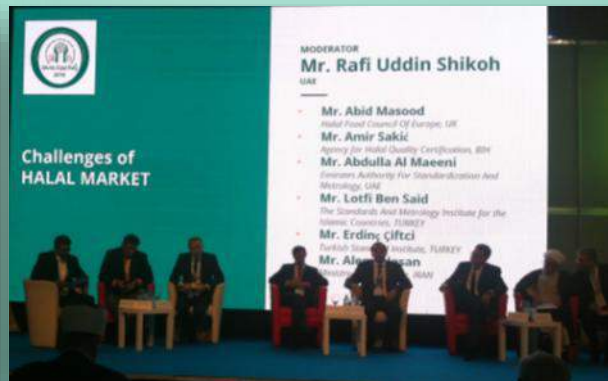 Challenges of
HALAL MARKET
MODERATOR
Mr. Rafi Uddin Shikoh
UAE
Mr. Abid Masood
Halal Food Council Of Europe, UK
Mr. Amir Sakić
Agency for Halal Quality Certification, BIH
Mr. Abdulla Al Maeeni
Emirates Authority For Standardization And
Metrology, UAE
Mr. Lotfi Ben Said
The Standards And Metrology Institute for the
Islamic Countries, TURKEY
Mr. Erdinç Çiftci
Turkish Institute, TURKEY
Mr.
IRAN